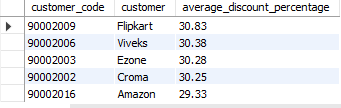 customer_code customer average_discount_percentage
90002009 Flipkart 30.83
90002006 Viveks 30.38
90002003 Ezone 30.28
90002002 Croma 30.25
90002016 Amazon 29.33